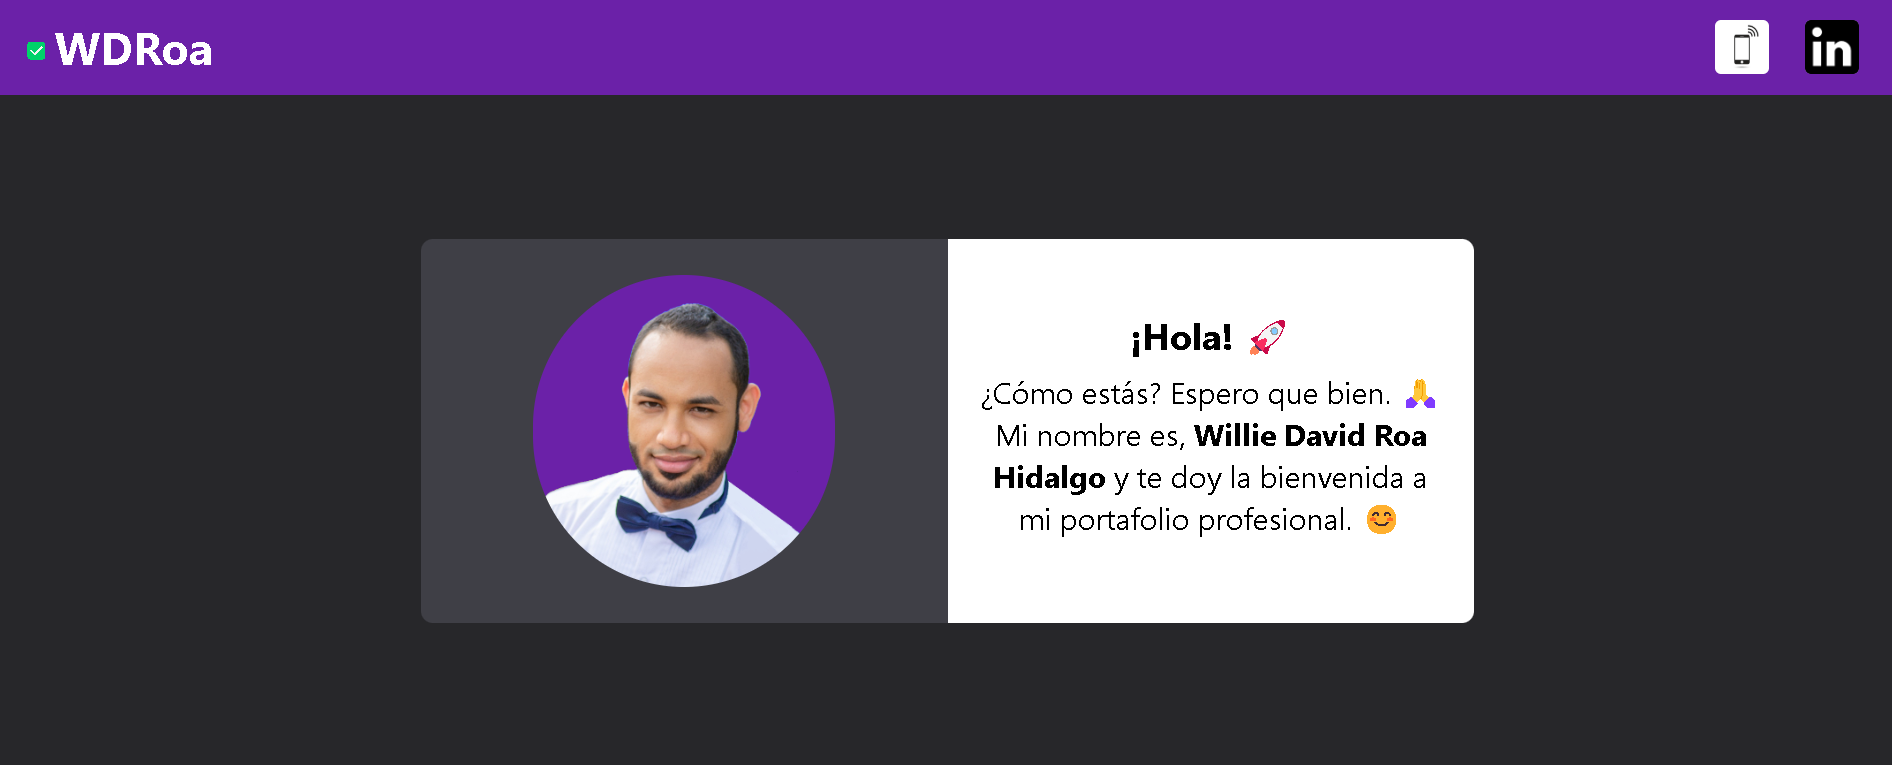 WDRoa
in
¡Hola! 🚀
¿Cómo estás? Espero que bien. 🙏
Mi nombre es, Willie David Roa
Hidalgo y te doy la bienvenida a
mi portafolio profesional. 😊